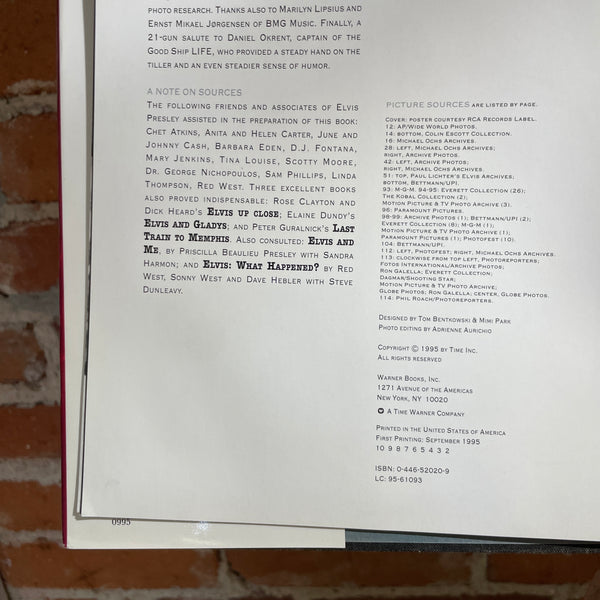 PHOTO RESEARCH. THANKS ALSO TO MARILYN LIPSIUS AND
ERNST MIKAEL JØRGENSEN OF BMG MUSIC. FINALLY, A
21-GUN SALUTE TO DANIEL OKRENT, CAPTAIN OF THE
GOOD SHIP LIFE, WHO PROVIDED A STEADY HAND ON THE
TILLER AND AN EVEN STEADIER SENSE OF HUMOR.
A NOTE ON SOURCES
THE FOLLOWING FRIENDS AND ASSOCIATES OF ELVIS
PRESLEY ASSISTED IN THE PREPARATION OF THIS BOOK:
CHET ATKINS, ANITA AND HELEN CARTER, JUNE AND
JOHNNY CASH, BARBARA EDEN, D.J. FONTANA,
MARY JENKINS, TINA LOUISE, SCOTTY MOORE,
DR. GEORGE NICHOPOULOS, SAM PHILLIPS, LINDA
THOMPSON, RED WEST. THREE EXCELLENT BOOKS
ALSO PROVED INDISPENSABLE: ROSE CLAYTON AND
DICK HEARD'S ELVIS UP CLOSE; ELAINE DUNDY'S
ELVIS AND GLADYS; AND PETER GURALNICK'S LAST
TRAIN TO MEMPHIS. ALSO CONSULTED: ELVIS AND
ME, BY PRISCILLA BEAULIEU PRESLEY WITH SANDRA
HARMON; AND ELVIS: WHAT HAPPENED? BY RED
WEST, SONNY WEST AND DAVE HEBLER WITH STEVE
DUNLEAVY.
PICTURE SOURCES ARE LISTED BY PAGE.
COVER: POSTER COURTESY RCA RECORDS LABEL.
12: AP/WIDE WORLD PHOTOS.
14: BOTTOM, COLIN ESCOTT COLLECTION.
16: MICHAEL OCHS ARCHIVES.
28: LEFT, MICHAEL OCHS ARCHIVES;
RIGHT, ARCHIVE PHOTOS.
42: LEFT, ARCHIVE PHOTOS;
RIGHT, MICHAEL OCHS ARCHIVES.
51: TOP, PAUL LICHTER'S ELVIS ARCHIVES;
BOTTOM, BETTMANN/UPI.
93: M-G-M. 94-95: EVERETT COLLECTION (26);
THE KOBAL COLLECTION (2);
MOTION PICTURE & TV PHOTO ARCHIVE (3).
96: PARAMOUNT PICTURES.
98-99: ARCHIVE PHOTOS (1); BETTMANN/UPI (2);
EVERETT COLLECTION (8); M-G-M (1);
MOTION PICTURE & TV PHOTO ARCHIVE (1);
PARAMOUNT PICTURES (1); PHOTOFEST (10).
104: BETTMANN/UPI.
112: LEFT, PHOTOFEST; RIGHT, MICHAEL OCHS ARCHIVES.
113: CLOCKWISE FROM TOP LEFT, PHOTOREPORTERS;
FOTOS INTERNATIONAL/ARCHIVE PHOTOS;
RON GALELLA; EVERETT COLLECTION;
DAGMAR/SHOOTING STAR;
MOTION PICTURE & TV PHOTO ARCHIVE;
GLOBE PHOTOS; RON GALELLA; CENTER, GLOBE PHOTOS.
114: PHIL ROACH/PHOTOREPORTERS.
DESIGNED BY TOM BENTKOWSKI & MIMI PARK
PHOTO EDITING BY ADRIENNE AURICHIO
COPYRIGHT © 1995 BY TIME INC.
ALL RIGHTS RESERVED
WARNER BOOKS, INC.
1271 AVENUE OF THE AMERICAS
NEW YORK, NY 10020
A TIME WARNER COMPANY
PRINTED IN THE UNITED STATES OF AMERICA
FIRST PRINTING: SEPTEMBER 1995
10 9 8 7 6 5 4 3 2
ISBN: 0-446-52020-9
LC: 95-61093
0995